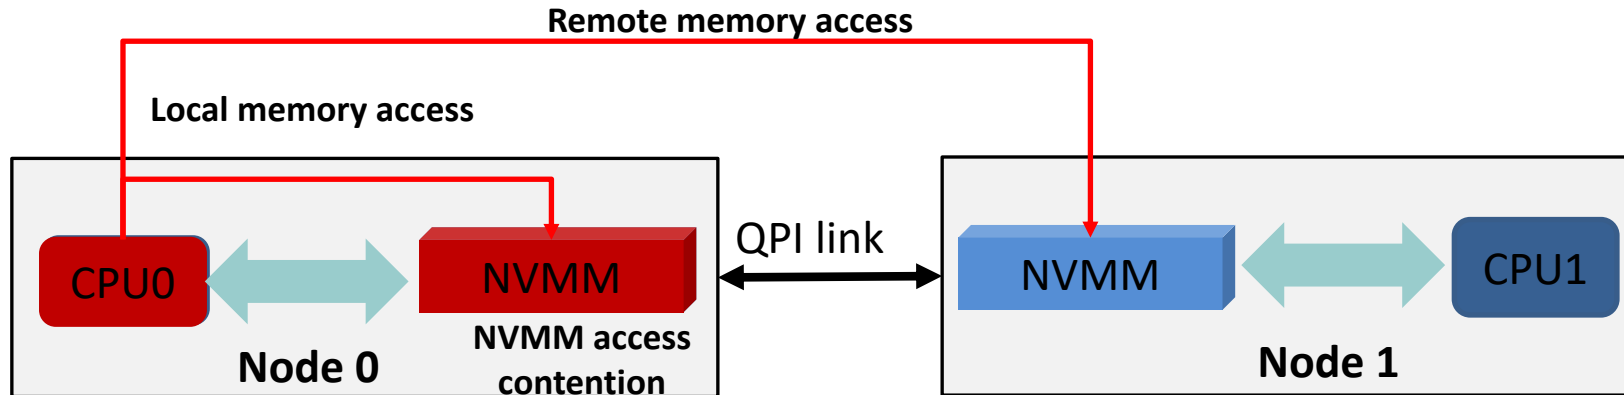 Remote memory access
Local memory access
CPU0
NVMM
QPI link
NVMM
CPU1
NVMM access
contention
Node 0
Node 1